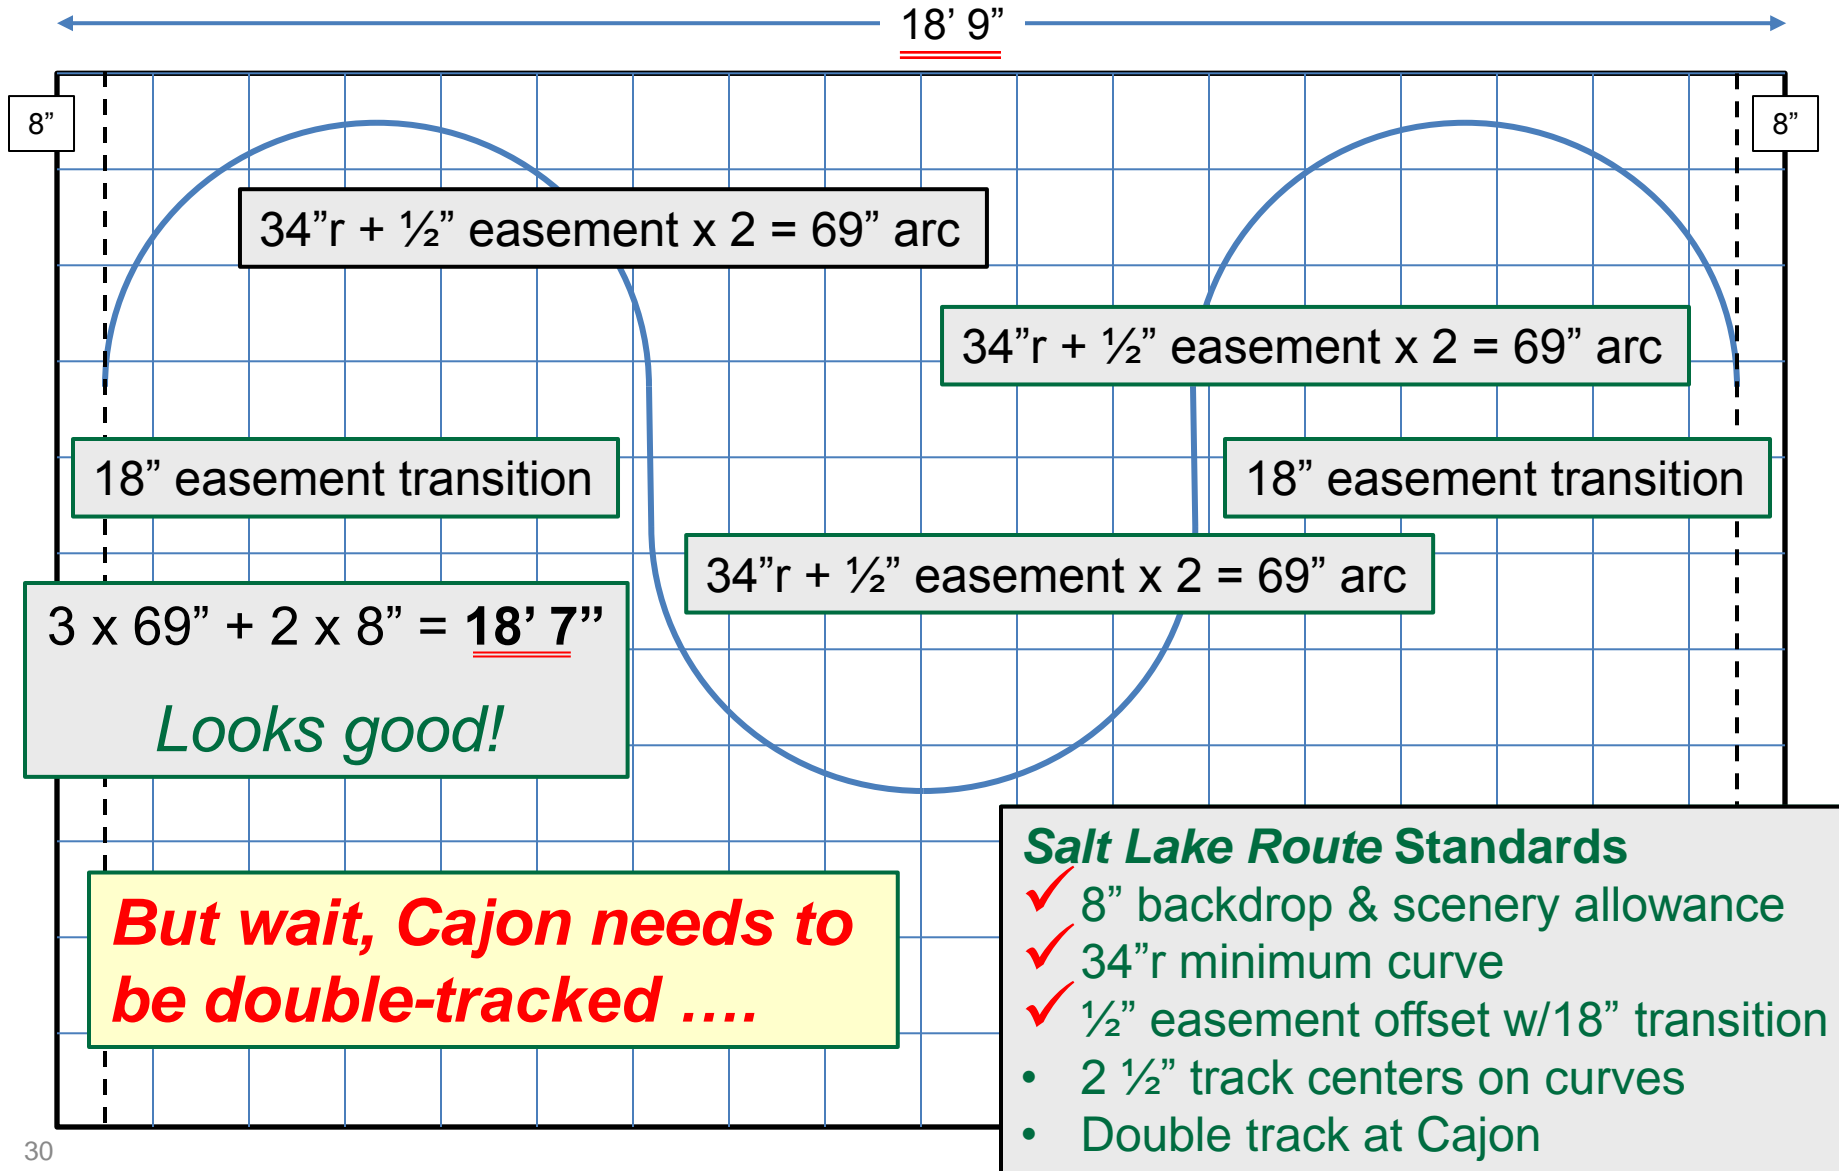 18’ 9”
8”
8”
34”r + ½” easement x 2 = 69” arc
34”r + ½” easement x 2 = 69” arc
18” easement transition
18” easement transition
34”r + ½” easement x 2 = 69” arc
3 x 69” + 2 x 8” = 18’ 7”
Looks good!
But wait, Cajon needs to
be double-tracked ….
Salt Lake Route Standards
✓ 8” backdrop & scenery allowance
✓ 34”r minimum curve
✓ ½” easement offset w/18” transition
• 2 ½” track centers on curves
• Double track at Cajon
30